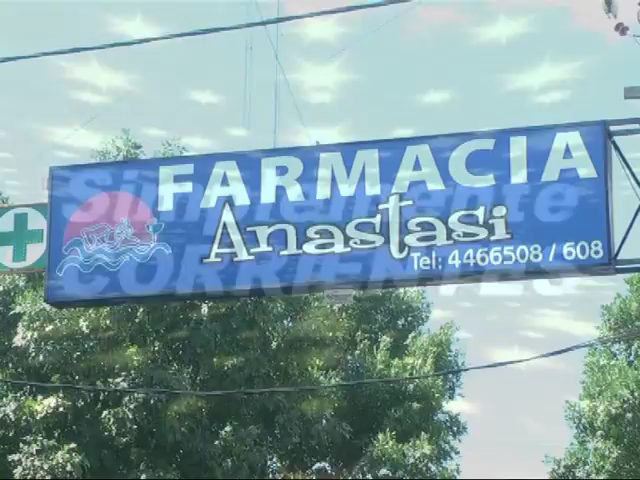 FARMACIA
Anastasi
Tel: 4466508 / 608
Simplemente
CORRIENTES